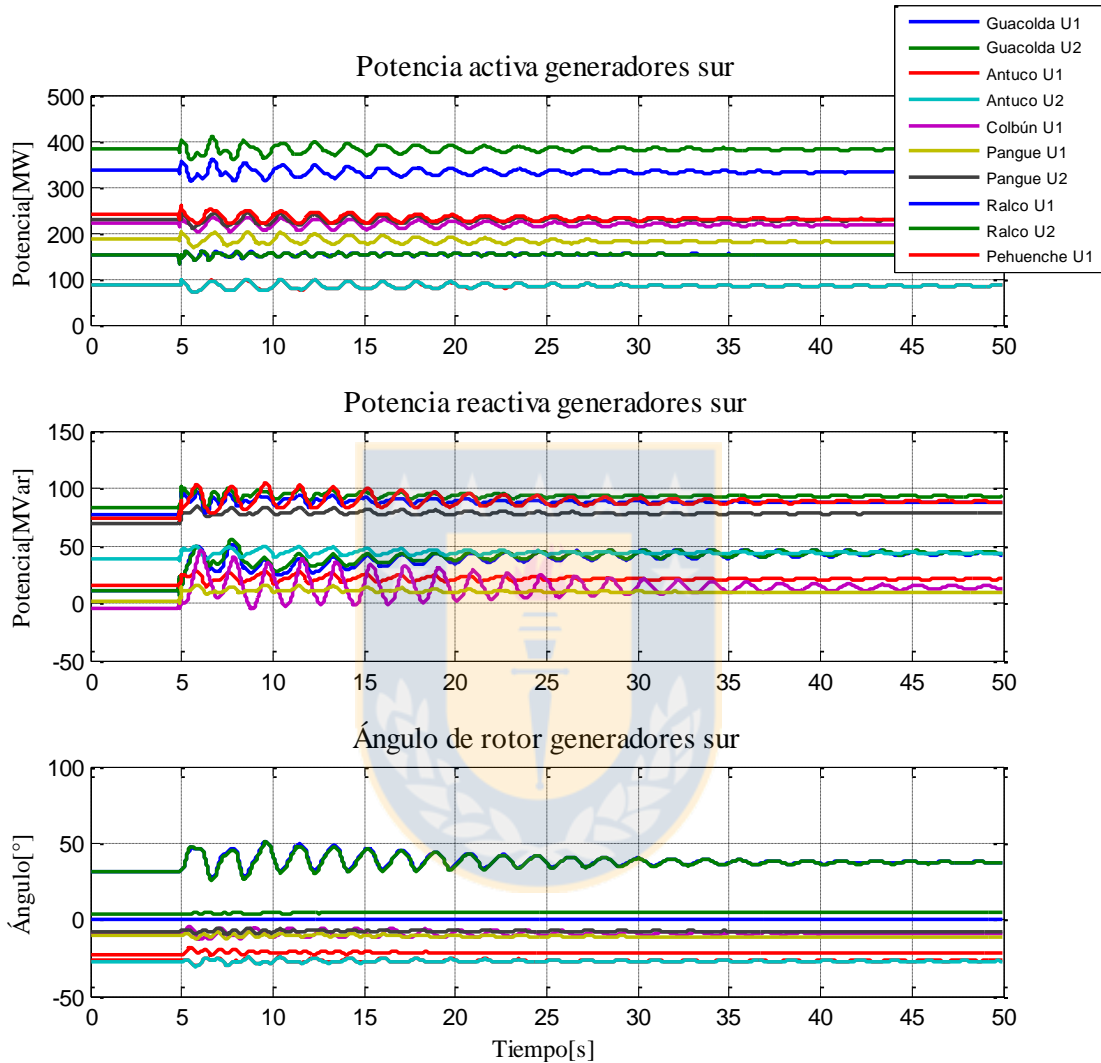 Guacolda U1
Guacolda U2
Antuco U1
Antuco U2
Colbún U1
Pangue U1
Pangue U2
Ralco U1
Ralco U2
Pehuenche U1
Potencia activa generadores sur
Potencia[MW]
500
400
300
200
100
0
0 5 10 15 20 25 30 35 40 45 50
Potencia reactiva generadores sur
Potencia[MVar]
150
100
50
0
-50
0 5 10 15 20 25 30 35 40 45 50
Ángulo de rotor generadores sur
Ángulo[°]
100
50
0
-50
0 5 10 15 20 25 30 35 40 45 50
Tiempo[s]